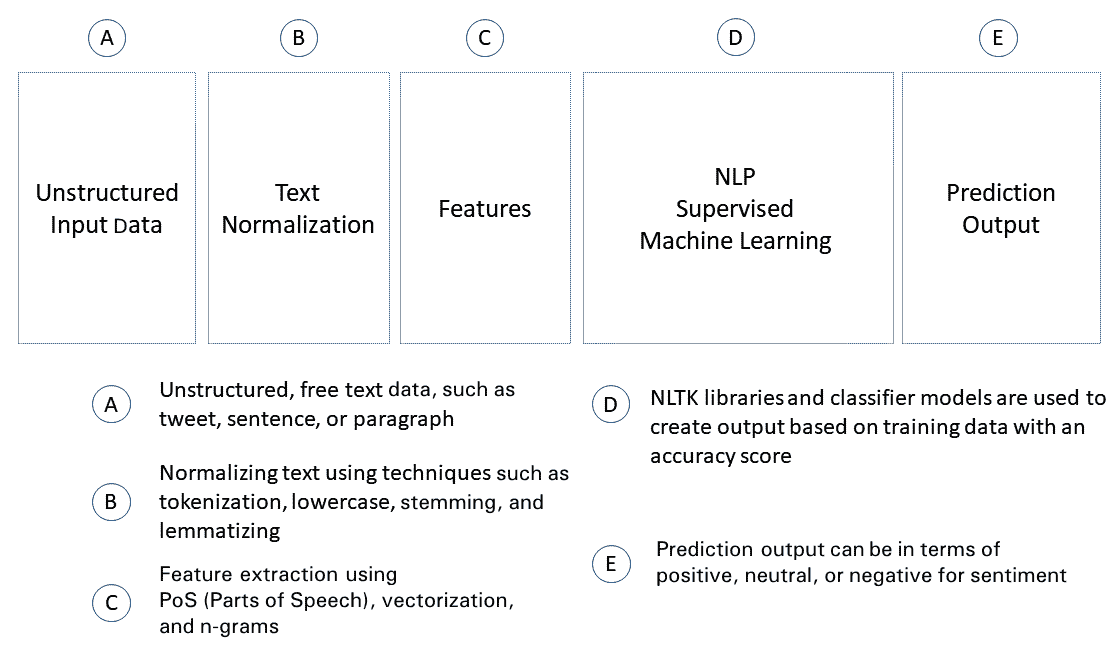 A
B
C
D
E
Unstructured
Input Data
Text
Normalization
Features
NLP
Supervised
Machine Learning
Prediction
Output
A
Unstructured, free text data, such as
tweet, sentence, or paragraph
B
Normalizing text using techniques such as
tokenization, lowercase, stemming, and
lemmatizing
C
Feature extraction using
PoS (Parts of Speech), vectorization,
and n-grams
D
NLTK libraries and classifier models are used to
create output based on training data with an
accuracy score
E
Prediction output can be in terms of
positive, neutral, or negative for sentiment